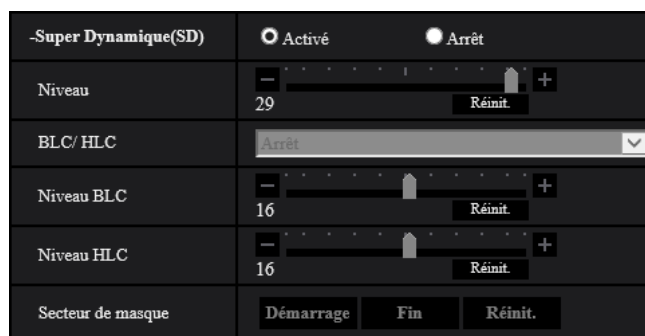 -Super Dynamique(SD) Activé Arrêt
Niveau − +
29 Réinit.
BLC/ HLC Arrêt
Niveau BLC − +
16 Réinit.
Niveau HLC − +
16 Réinit.
Secteur de masque Démarrage Fin Réinit.